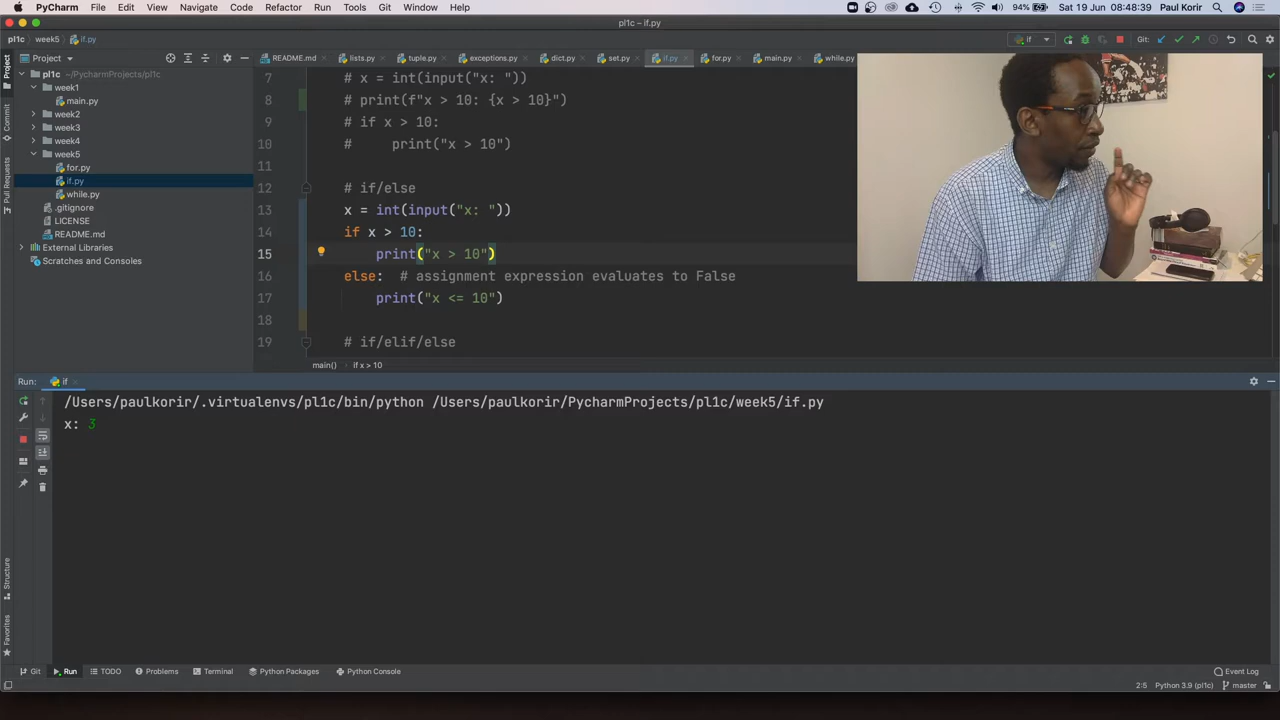 PyCharm File Edit View Navigate Code Refactor Run Tools Git Window Help 94% Sat 19 Jun 08:48:39 Paul Korir
pl1c – if.py
pl1c week5 if.py if Git:
Project README.md lists.py tuple.py exceptions.py dict.py set.py if.py for.py main.py while.py
pl1c ~/PycharmProjects/pl1c
week1
main.py
week2
week3
week4
week5
for.py
if.py
while.py
.gitignore
LICENSE
README.md
External Libraries
Scratches and Consoles
Project
Commit
Pull Requests
7 # x = int(input("x: "))
8 # print(f"x > 10: {x > 10}")
9 # if x > 10:
10 #     print("x > 10")
11
12 # if/else
13 x = int(input("x: "))
14 if x > 10:
15     print("x > 10")
16 else:  # assignment expression evaluates to False
17     print("x <= 10")
18
19 # if/elif/else
main() if x > 10
Run: if
/Users/paulkorir/.virtualenvs/pl1c/bin/python /Users/paulkorir/PycharmProjects/pl1c/week5/if.py
x: 3
Structure
Favorites
Git Run TODO Problems Terminal Python Packages Python Console Event Log
2:5 Python 3.9 (pl1c) master